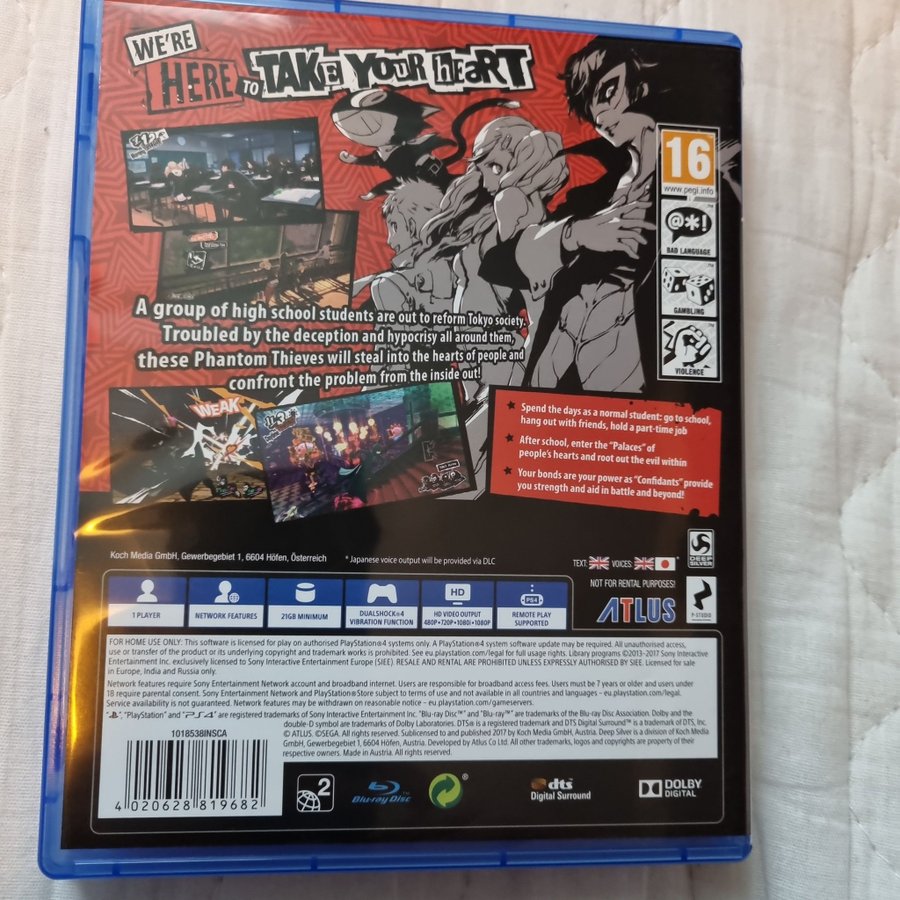 WE'RE
HERE TO TAKE YOUR HEART
16
www.pegi.info
@*!
BAD LANGUAGE
GAMBLING
VIOLENCE
A group of high school students are out to reform Tokyo society.
Troubled by the deception and hypocrisy all around them,
these Phantom Thieves will steal into the hearts of people and
confront the problem from the inside out!
WEAK
Spend the days as a normal student: go to school,
hang out with friends, hold a part-time job
After school, enter the "Palaces" of
people's hearts and root out the evil within
Your bonds are your power as "Confidants" provide
you strength and aid in battle and beyond!
Koch Media GmbH, Gewerbegebiet 1, 6604 Höfen, Österreich
* Japanese voice output will be provided via DLC
TEXT: VOICES: *
DEEP
SILVER
NOT FOR RENTAL PURPOSES!
ATLUS
P-STUDIO
1 PLAYER
NETWORK FEATURES
21GB MINIMUM
DUALSHOCK®4
VIBRATION FUNCTION
HD
HD VIDEO OUTPUT
480P•720P•1080i•1080P
PS4
REMOTE PLAY
SUPPORTED
FOR HOME USE ONLY: This software is licensed for play on authorised PlayStation®4 systems only. A PlayStation®4 system software update may be required. All unauthorised access,
use or transfer of the product or its underlying copyright and trademark works is prohibited. See eu.playstation.com/legal for full usage rights. Library programs ©2013-2017 Sony Interactive
Entertainment Inc. exclusively licensed to Sony Interactive Entertainment Europe (SIEE). RESALE AND RENTAL ARE PROHIBITED UNLESS EXPRESSLY AUTHORISED BY SIEE. Licensed for sale
in Europe, India and Russia only.
Network features require Sony Entertainment Network account and broadband internet. Users are responsible for broadband access fees. Users must be 7 years or older and users under
18 require parental consent. Sony Entertainment Network and PlayStation®Store subject to terms of use and not available in all countries and languages – eu.playstation.com/legal.
Service availability is not guaranteed. Network features may be withdrawn on reasonable notice – eu.playstation.com/gameservers.
" ", "PlayStation" and "PS4" are registered trademarks of Sony Interactive Entertainment Inc. "Blu-ray Disc™" and "Blu-ray™" are trademarks of the Blu-ray Disc Association. Dolby and the
double-D symbol are trademarks of Dolby Laboratories. DTS® is a registered trademark and DTS Digital Surround™ is a trademark of DTS, Inc.
© ATLUS. ©SEGA. All rights reserved. Sublicensed to and published 2017 by Koch Media GmbH, Austria. Deep Silver is a division of Koch Media
GmbH, Gewerbegebiet 1, 6604 Höfen, Austria. Developed by Atlus Co Ltd. All other trademarks, logos and copyrights are property of their
respective owners. Made in Austria. All rights reserved.
1018538INSCA
4 020628 819682
2
Blu-ray Disc™
®
dts
Digital Surround
DOLBY
DIGITAL